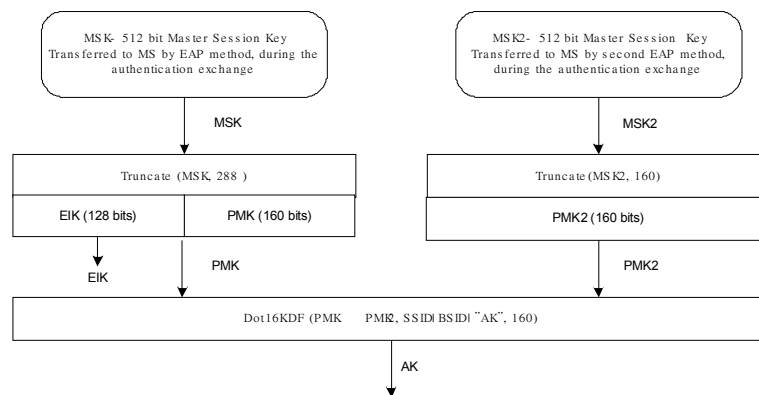 MSK- 512 bit Master Session Key
Transferred to MS by EAP method, during the
authentication exchange
MSK2- 512 bit Master Session Key
Transferred to MS by second EAP method,
during the authentication exchange
MSK
MSK2
Truncate (MSK, 288 )
Truncate(MSK2, 160)
EIK (128 bits)
PMK (160 bits)
PMK2 (160 bits)
EIK
PMK
PMK2
Dot16KDF (PMK PMK2, SSID|BSID|"AK", 160)
AK